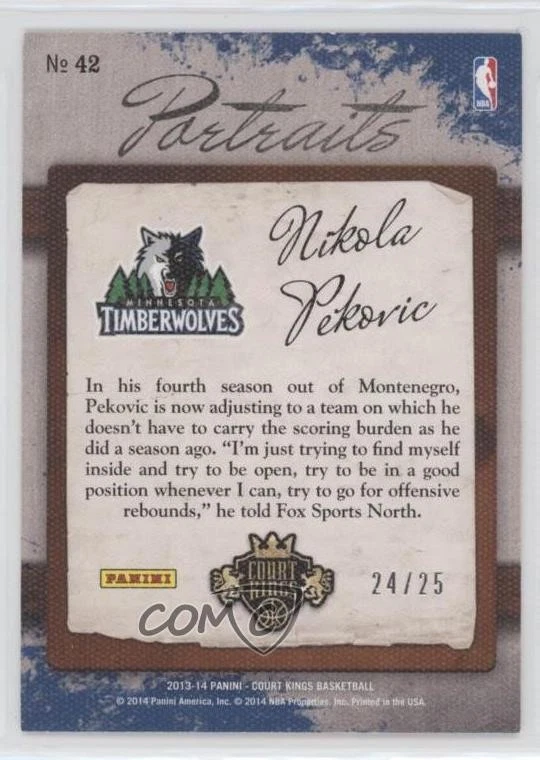 № 42
NBA
Portraits
Nikola
Pekovic
MINNESOTA
TIMBERWOLVES
In his fourth season out of Montenegro,
Pekovic is now adjusting to a team on which he
doesn't have to carry the scoring burden as he
did a season ago. “I'm just trying to find myself
inside and try to be open, try to be in a good
position whenever I can, try to go for offensive
rebounds,” he told Fox Sports North.
PANINI
COURT
KINGS
24/25
COMC
2013-14 PANINI - COURT KINGS BASKETBALL
© 2014 Panini America, Inc. © 2014 NBA Properties, Inc. Printed in the USA.